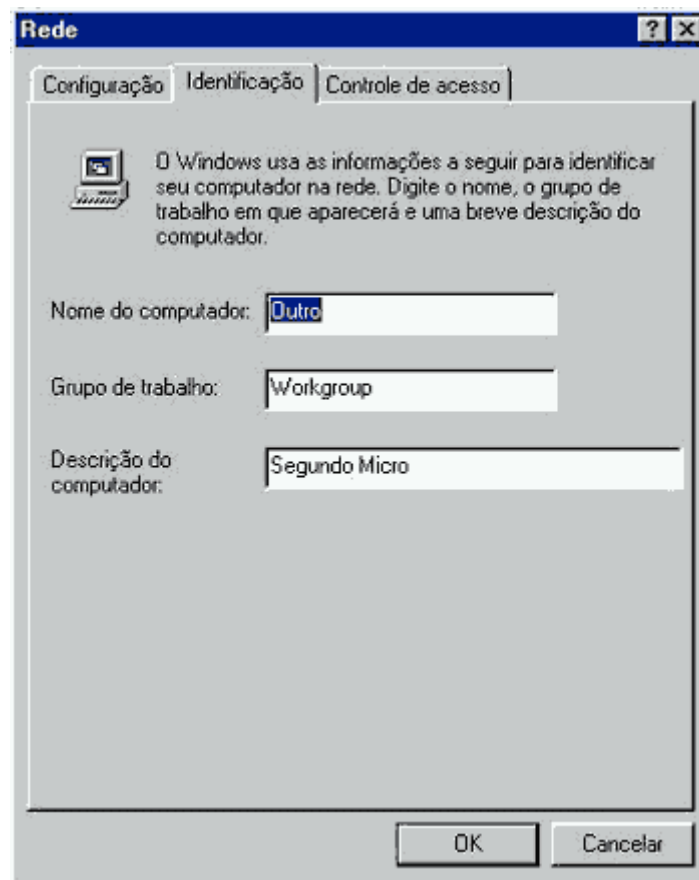 Rede
Configuração Identificação Controle de acesso
O Windows usa as informações a seguir para identificar
seu computador na rede. Digite o nome, o grupo de
trabalho em que aparecerá e uma breve descrição do
computador.
Nome do computador: Outro
Grupo de trabalho: Workgroup
Descrição do
computador:
Segundo Micro
OK Cancelar